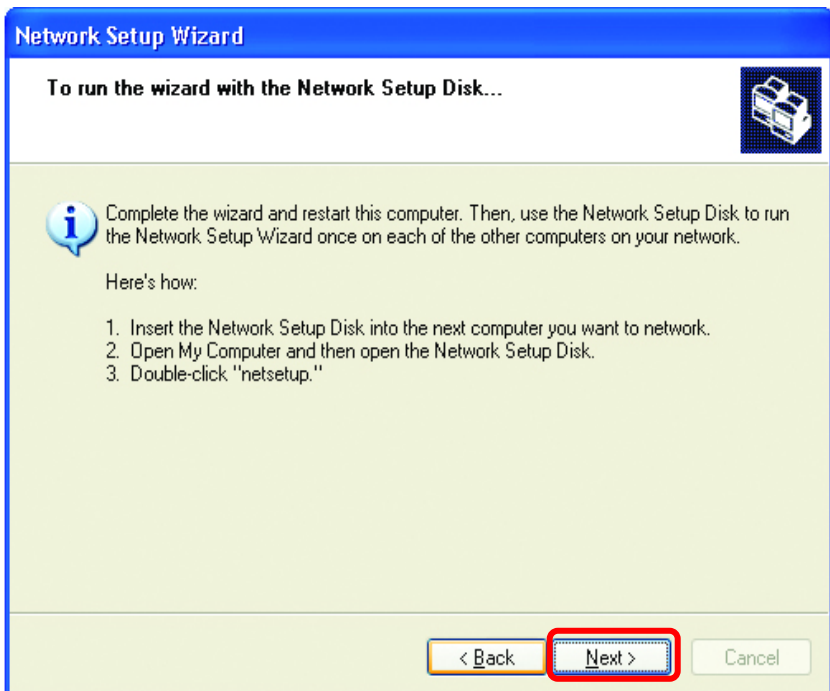 Network Setup Wizard
To run the wizard with the Network Setup Disk...
Complete the wizard and restart this computer. Then, use the Network Setup Disk to run
the Network Setup Wizard once on each of the other computers on your network.
Here's how:
1. Insert the Network Setup Disk into the next computer you want to network.
2. Open My Computer and then open the Network Setup Disk.
3. Double-click "netsetup."
< Back
Next >
Cancel